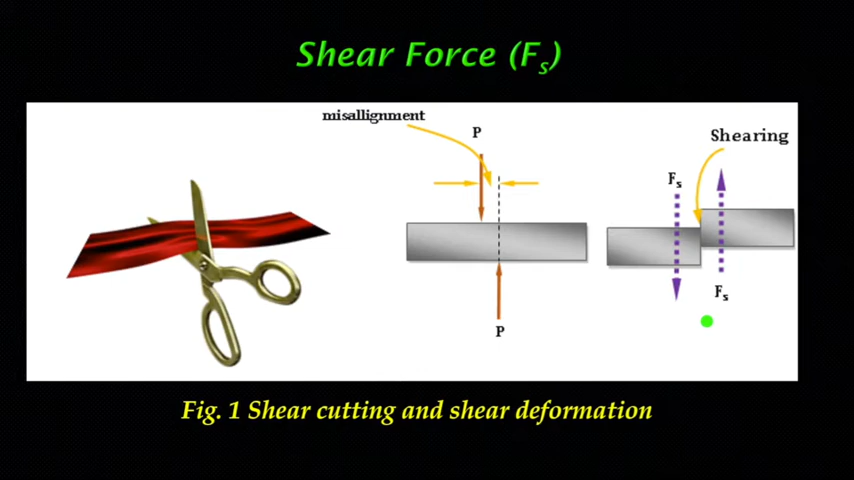 Shear Force (Fs)
misallignment
P
P
Shearing
Fs
Fs
Fig. 1 Shear cutting and shear deformation